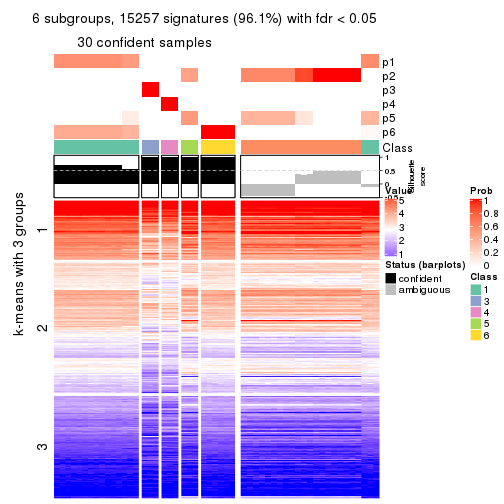 6 subgroups, 15257 signatures (96.1%) with fdr < 0.05
30 confident samples
p1
p2
p3
p4
p5
p6
Class
1
0.5
0
-0.5
Silhouette
score
k-means with 3 groups
1
2
3
Value
5
4
3
2
1
Status (barplots)
confident
ambiguous
Prob
1
0.8
0.6
0.4
0.2
0
Class
1
3
4
5
6